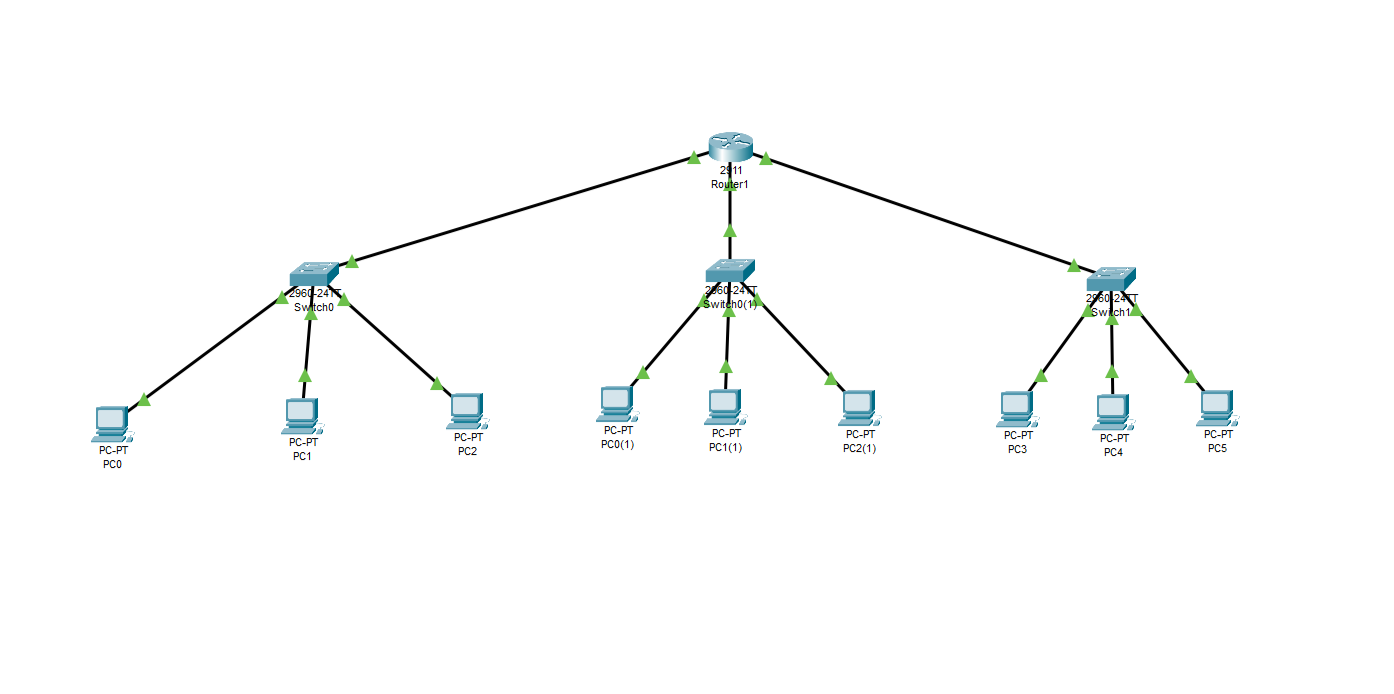 2911
Router1
2960-24TT
Switch0
2960-24TT
Switch0(1)
2960-24TT
Switch1
PC-PT
PC0
PC-PT
PC1
PC-PT
PC2
PC-PT
PC0(1)
PC-PT
PC1(1)
PC-PT
PC2(1)
PC-PT
PC3
PC-PT
PC4
PC-PT
PC5